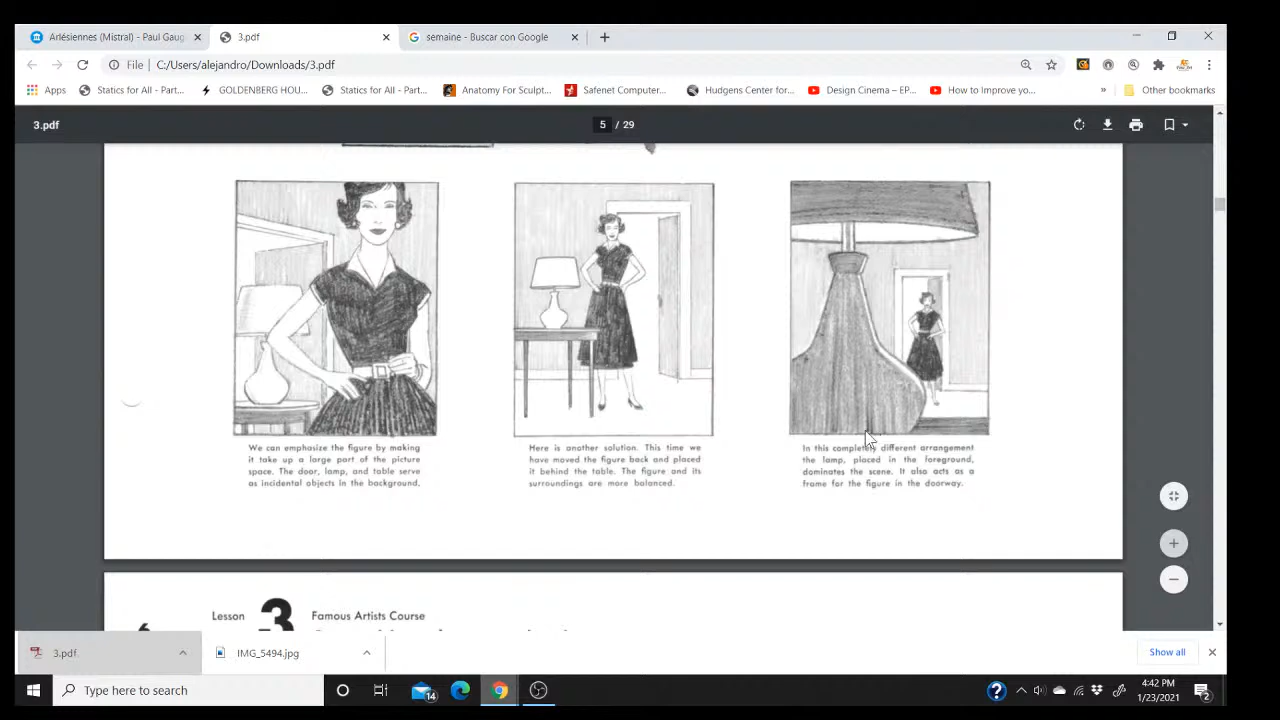 Arlésiennes (Mistral) - Paul Gaug
3.pdf
semaine - Buscar con Google
File
C:/Users/alejandro/Downloads/3.pdf
Apps
Statics for All - Part...
GOLDENBERG HOU...
Statics for All - Part...
Anatomy For Sculpt...
Safenet Computer...
Hudgens Center for...
Design Cinema – EP...
How to Improve yo...
»
Other bookmarks
3.pdf
5 / 29
We can emphasize the figure by making
it take up a large part of the picture
space. The door, lamp, and table serve
as incidental objects in the background.
Here is another solution. This time we
have moved the figure back and placed
it behind the table. The figure and its
surroundings are more balanced.
In this completely different arrangement
the lamp, placed in the foreground,
dominates the scene. It also acts as a
frame for the figure in the doorway.
6
Lesson 3 Famous Artists Course
3.pdf
IMG_5494.jpg
Show all
Type here to search
14
4:42 PM
1/23/2021
2